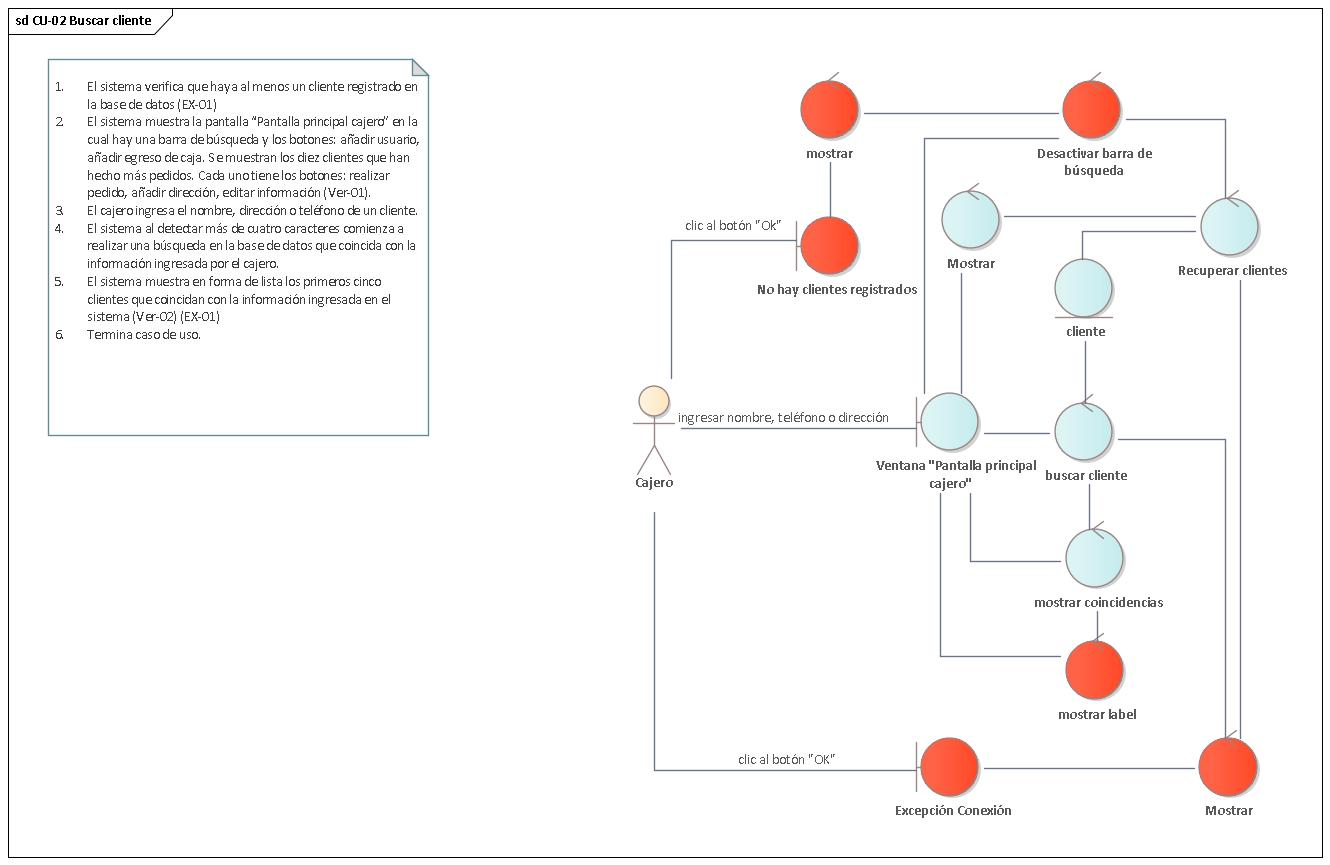 sd CU-02 Buscar cliente
1. El sistema verifica que haya al menos un cliente registrado en
la base de datos (EX-01)
2. El sistema muestra la pantalla "Pantalla principal cajero" en la
cual hay una barra de búsqueda y los botones: añadir usuario,
añadir egreso de caja. Se muestran los diez clientes que han
hecho más pedidos. Cada uno tiene los botones: realizar
pedido, añadir dirección, editar información (Ver-01).
3. El cajero ingresa el nombre, dirección o teléfono de un cliente.
4. El sistema al detectar más de cuatro caracteres comienza a
realizar una búsqueda en la base de datos que coincida con la
información ingresada por el cajero.
5. El sistema muestra en forma de lista los primeros cinco
clientes que coincidan con la información ingresada en el
sistema (Ver-02) (EX-01)
6. Termina caso de uso.
mostrar
Desactivar barra de
búsqueda
clic al botón "Ok"
Mostrar
Recuperar clientes
No hay clientes registrados
cliente
ingresar nombre, teléfono o dirección
Cajero
Ventana "Pantalla principal
cajero"
buscar cliente
mostrar coincidencias
mostrar label
clic al botón "OK"
Excepción Conexión
Mostrar